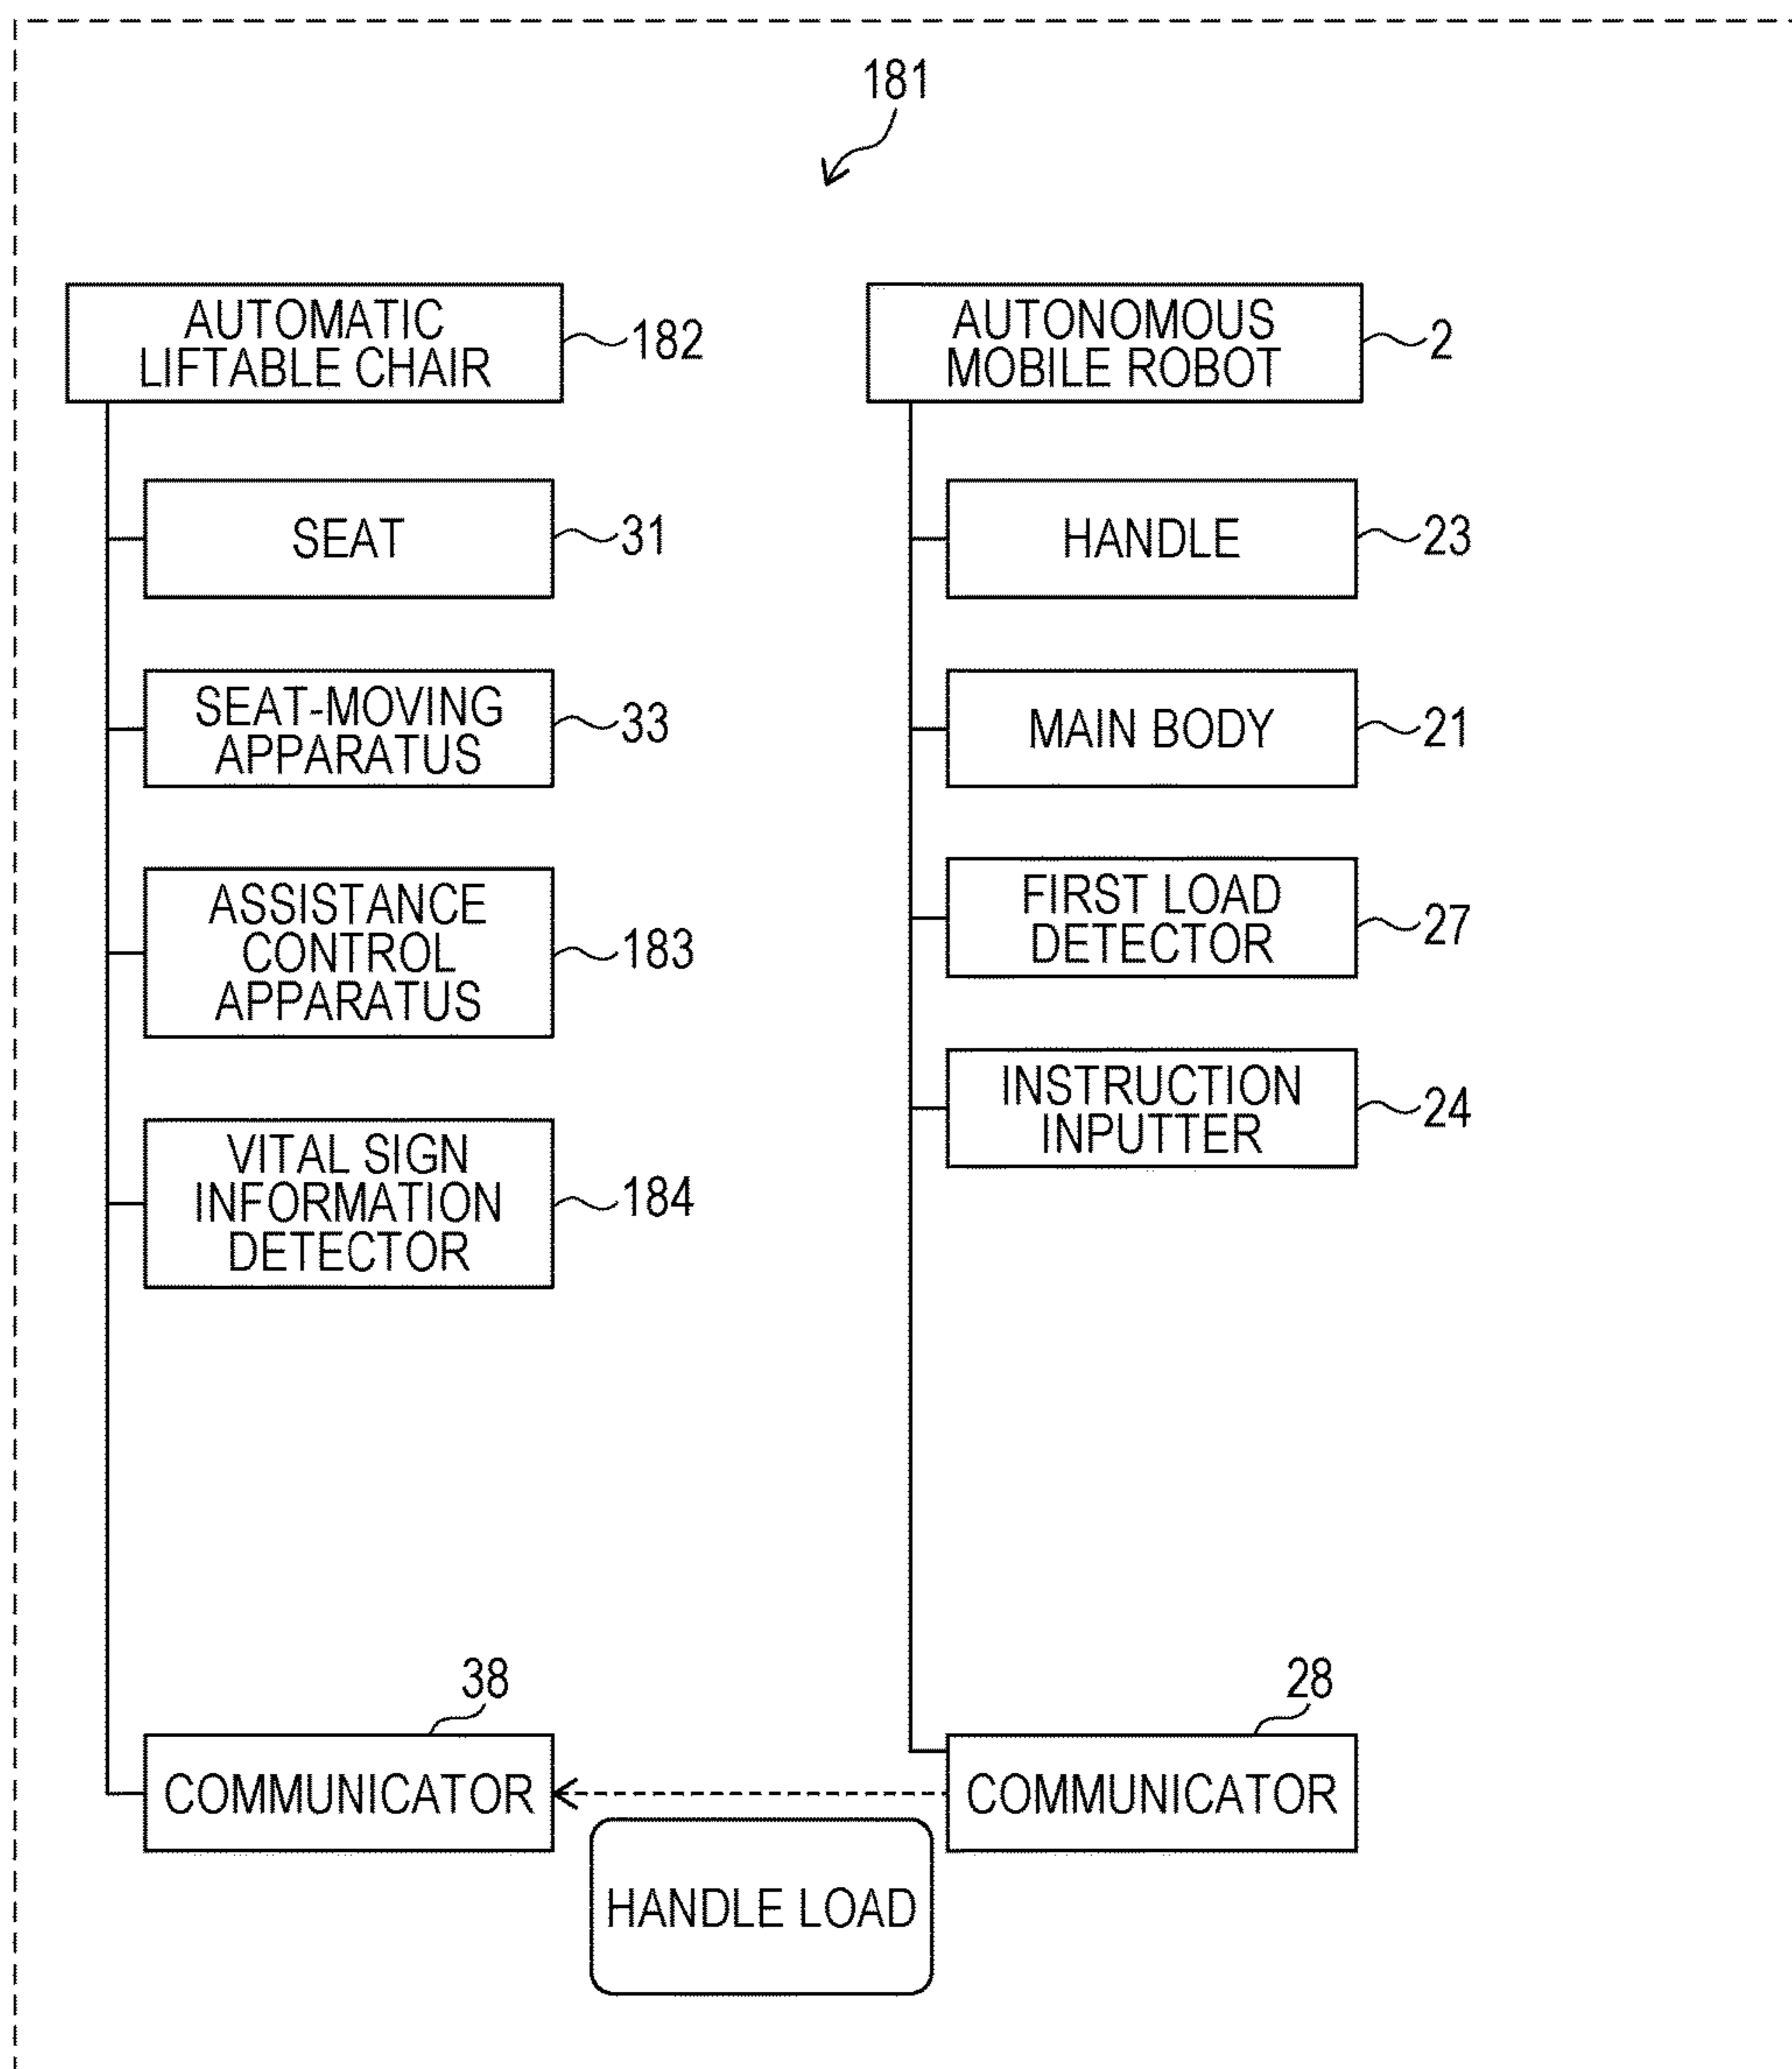 181
AUTOMATIC
LIFTABLE CHAIR
182
SEAT
31
SEAT-MOVING
APPARATUS
33
ASSISTANCE
CONTROL
APPARATUS
183
VITAL SIGN
INFORMATION
DETECTOR
184
38
COMMUNICATOR
AUTONOMOUS
MOBILE ROBOT
2
HANDLE
23
MAIN BODY
21
FIRST LOAD
DETECTOR
27
INSTRUCTION
INPUTTER
24
28
COMMUNICATOR
HANDLE LOAD